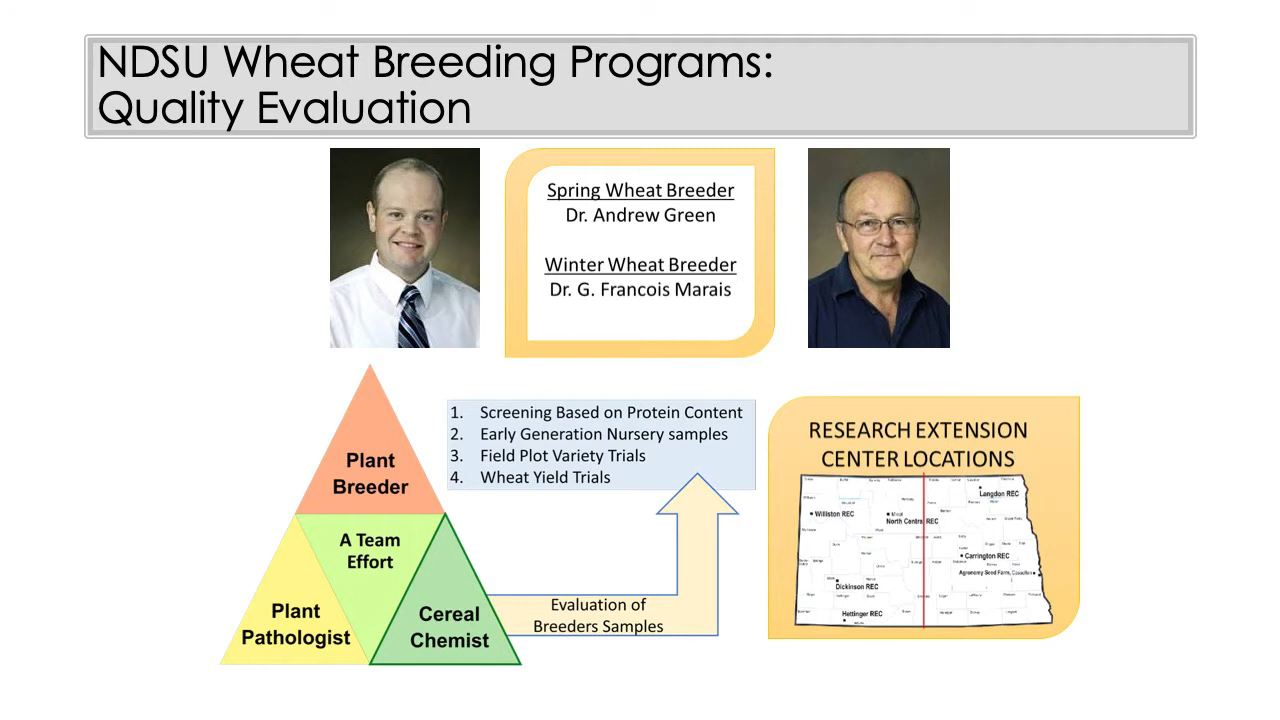 NDSU Wheat Breeding Programs:
Quality Evaluation
Spring Wheat Breeder
Dr. Andrew Green
Winter Wheat Breeder
Dr. G. Francois Marais
Plant
Breeder
A Team
Effort
Plant
Pathologist
Cereal
Chemist
1. Screening Based on Protein Content
2. Early Generation Nursery samples
3. Field Plot Variety Trials
4. Wheat Yield Trials
Evaluation of
Breeders Samples
RESEARCH EXTENSION
CENTER LOCATIONS
Langdon REC
Williston REC
Minot
North Central REC
Carrington REC
Agronomy Seed Farm, Casselton
Dickinson REC
Hettinger REC